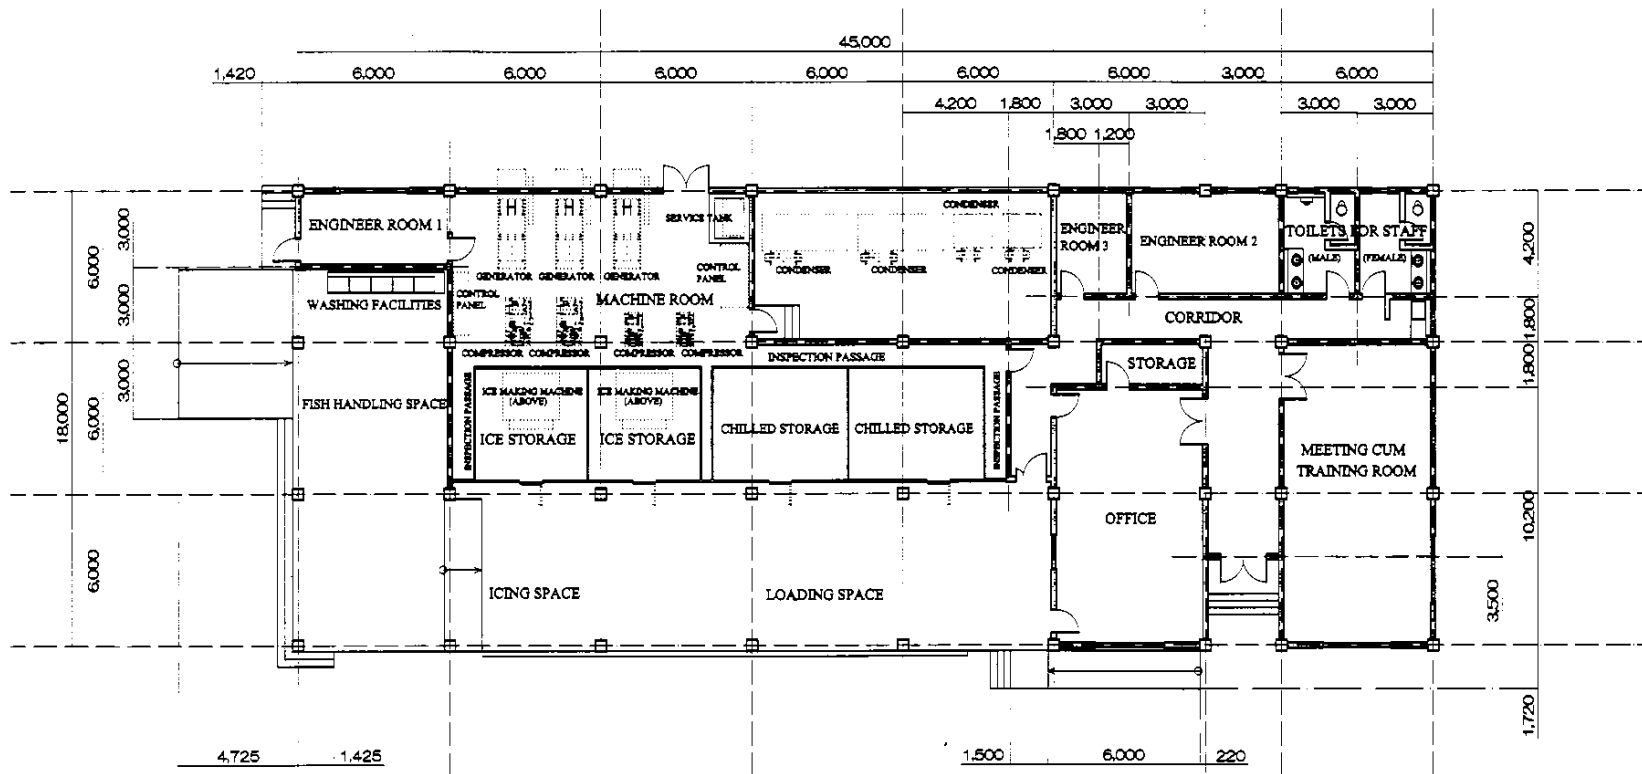 45,000
1,420 6,000 6,000 6,000 6,000 6,000 6,000 3,000 6,000
4,200 1,800 3,000 3,000 3,000 3,000
1,800 1,200
CONDENSER
SERVICE TANK
ENGINEER ROOM 1
ENGINEER
ROOM 3
ENGINEER ROOM 2
TOILETS FOR STAFF
(MALE) (FEMALE)
GENERATOR GENERATOR GENERATOR
CONTROL
PANEL
CONDENSER CONDENSER CONDENSER
WASHING FACILITIES
CONTROL
PANEL
MACHINE ROOM
CORRIDOR
COMPRESSOR COMPRESSOR COMPRESSOR COMPRESSOR
INSPECTION PASSAGE
STORAGE
FISH HANDLING SPACE
INSPECTION PASSAGE
ICE MAKING MACHINE
(ABOVE)
ICE STORAGE
ICE MAKING MACHINE
(ABOVE)
ICE STORAGE
CHILLED STORAGE
CHILLED STORAGE
INSPECTION PASSAGE
MEETING CUM
TRAINING ROOM
OFFICE
ICING SPACE
LOADING SPACE
18,000
6,000
6,000
6,000
3,000
3,000
3,000
4,200
1,800
1,800
10,200
3,500
1,720
4,725 1,425
1,500 6,000 220